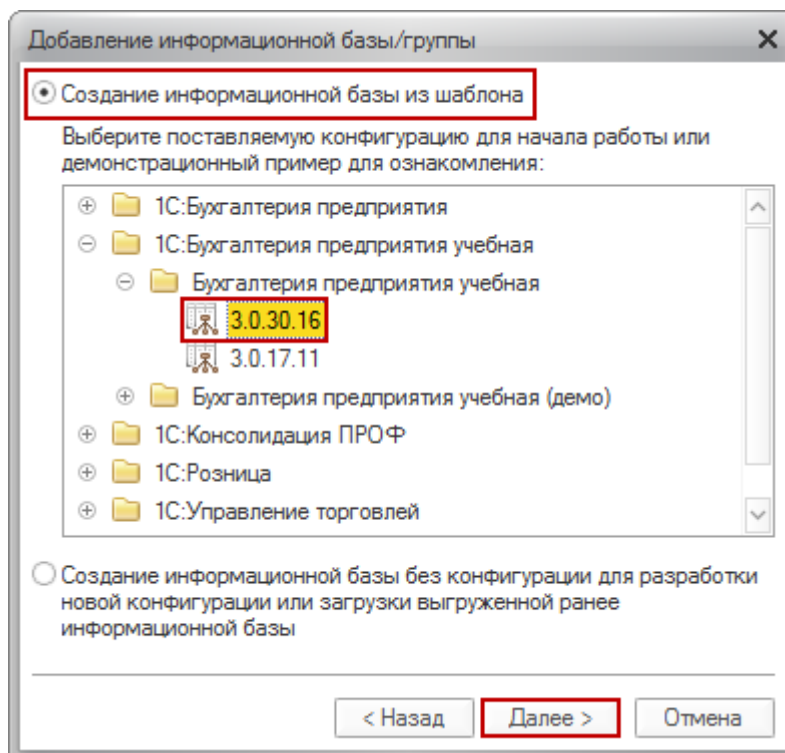 Добавление информационной базы/группы
Создание информационной базы из шаблона
Выберите поставляемую конфигурацию для начала работы или
демонстрационный пример для ознакомления:
1С:Бухгалтерия предприятия
1С:Бухгалтерия предприятия учебная
Бухгалтерия предприятия учебная
3.0.30.16
3.0.17.11
Бухгалтерия предприятия учебная (демо)
1С:Консолидация ПРОФ
1С:Розница
1С:Управление торговлей
Создание информационной базы без конфигурации для разработки
новой конфигурации или загрузки выгруженной ранее
информационной базы
< Назад Далее > Отмена